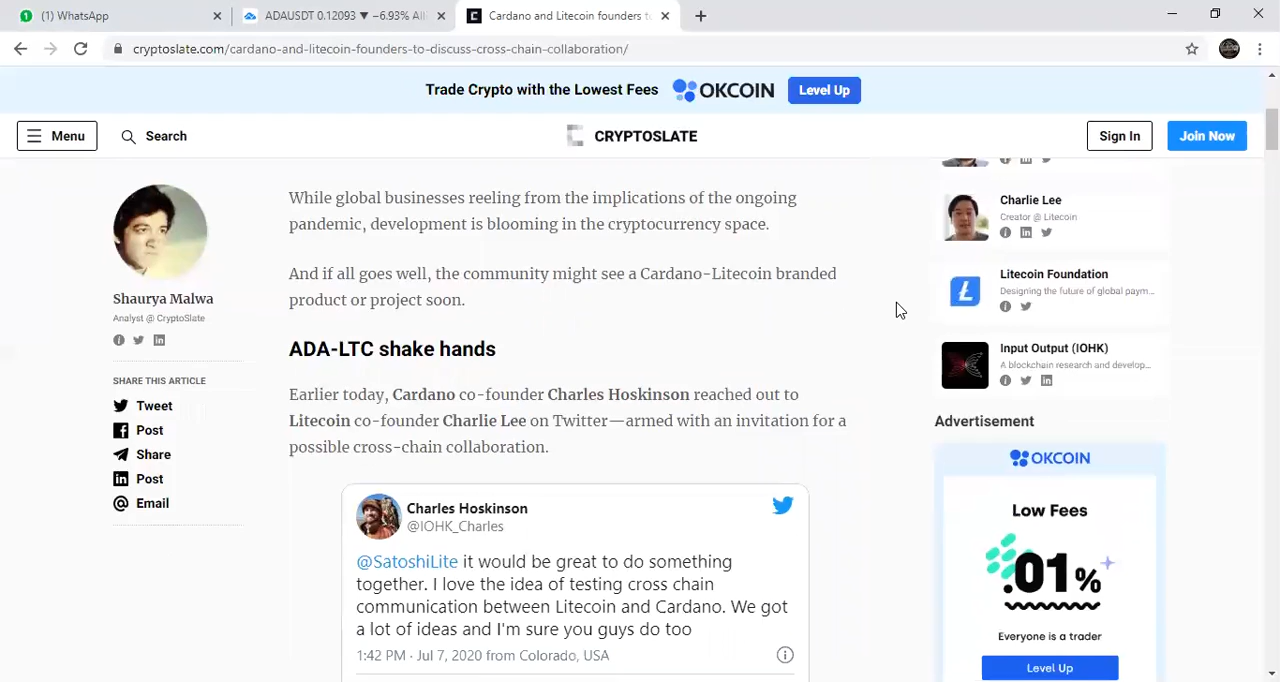 (1) WhatsApp
ADAUSDT 0.12093 ▼ −6.93% All
Cardano and Litecoin founders to
cryptoslate.com/cardano-and-litecoin-founders-to-discuss-cross-chain-collaboration/
Trade Crypto with the Lowest Fees
OKCOIN
Level Up
Menu
Search
CRYPTOSLATE
Sign In
Join Now
Shaurya Malwa
Analyst @ CryptoSlate
SHARE THIS ARTICLE
Tweet
Post
Share
Post
Email
While global businesses reeling from the implications of the ongoing
pandemic, development is blooming in the cryptocurrency space.
And if all goes well, the community might see a Cardano-Litecoin branded
product or project soon.
ADA-LTC shake hands
Earlier today, Cardano co-founder Charles Hoskinson reached out to
Litecoin co-founder Charlie Lee on Twitter—armed with an invitation for a
possible cross-chain collaboration.
Charles Hoskinson
@IOHK_Charles
@SatoshiLite it would be great to do something
together. I love the idea of testing cross chain
communication between Litecoin and Cardano. We got
a lot of ideas and I'm sure you guys do too
1:42 PM · Jul 7, 2020 from Colorado, USA
Charlie Lee
Creator @ Litecoin
Litecoin Foundation
Designing the future of global paym...
Input Output (IOHK)
A blockchain research and develop...
Advertisement
OKCOIN
Low Fees
.01%
Everyone is a trader
Level Up